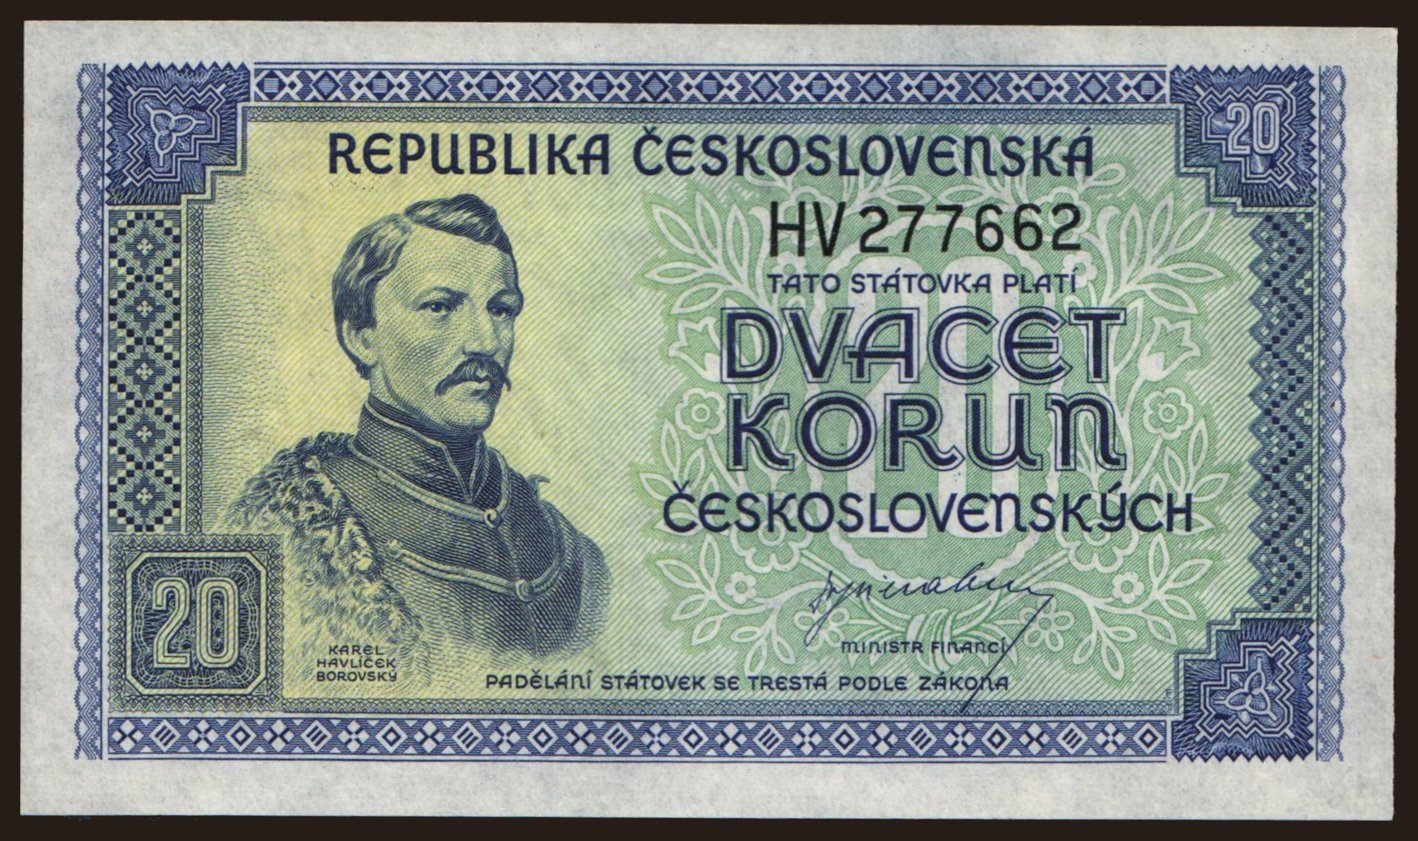 REPUBLIKA ČESKOSLOVENSKÁ
20
HV 277662
TATO STÁTOVKA PLATÍ
DVACET
KORUN
ČESKOSLOVENSKÝCH
20
20
KAREL
HAVLÍČEK
BOROVSKÝ
MINISTR FINANCÍ
PADĚLÁNÍ STÁTOVEK SE TRESTÁ PODLE ZÁKONA